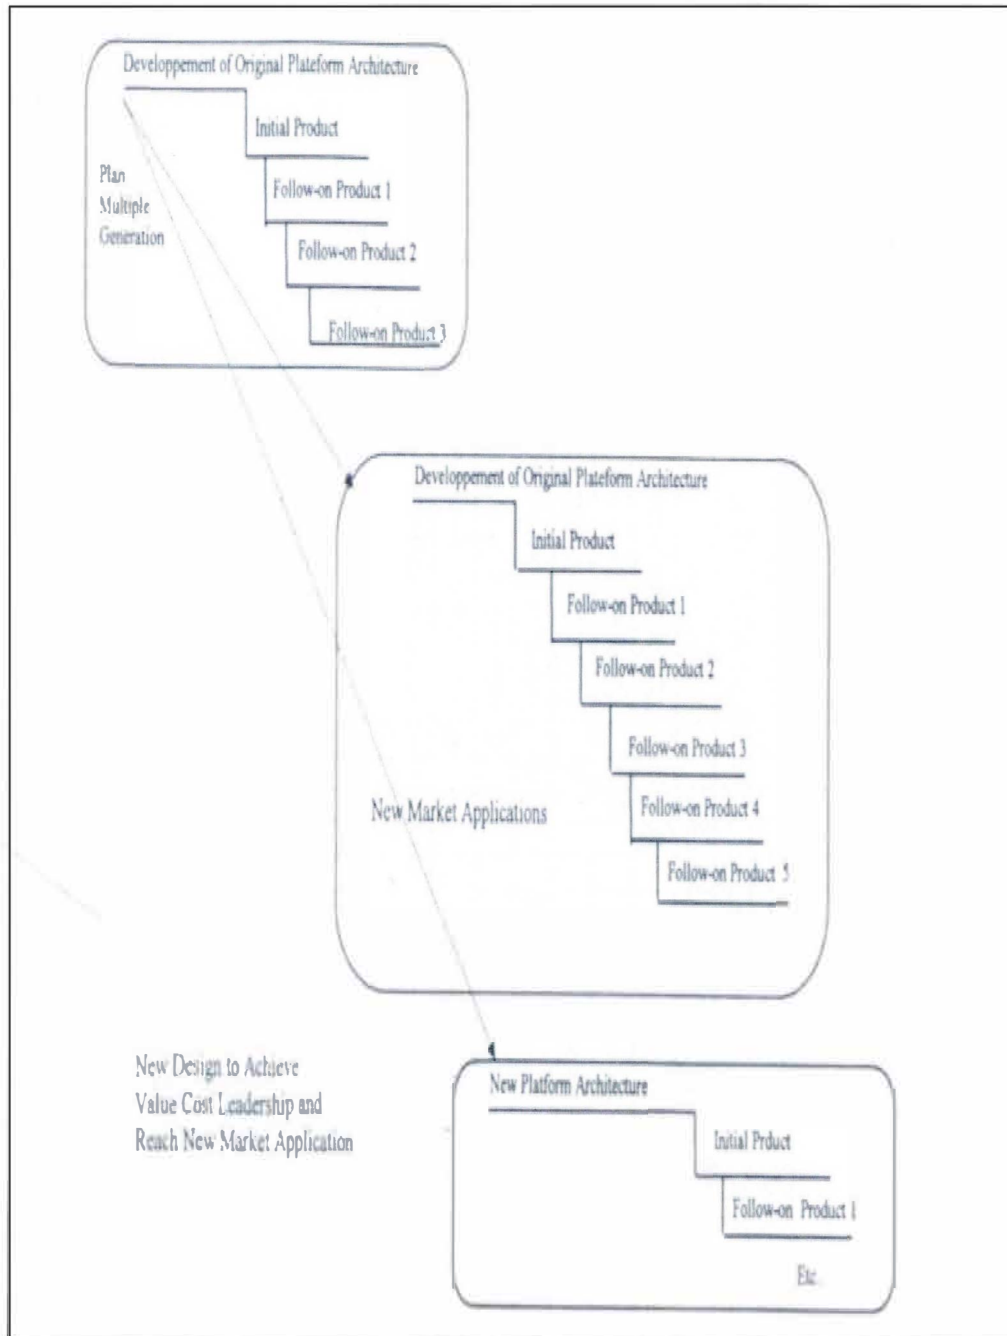 Developpement of Original Plateform Architecture
Initial Product
Follow-on Product 1
Follow-on Product 2
Follow-on Product 3
Plan
Multiple
Generation
Developpement of Original Plateform Architecture
Initial Product
Follow-on Product 1
Follow-on Product 2
Follow-on Product 3
Follow-on Product 4
Follow-on Product 5
New Market Applications
New Design to Achieve
Value Cost Leadership and
Reach New Market Application
New Platform Architecture
Initial Prduct
Follow-on Product 1
Etc